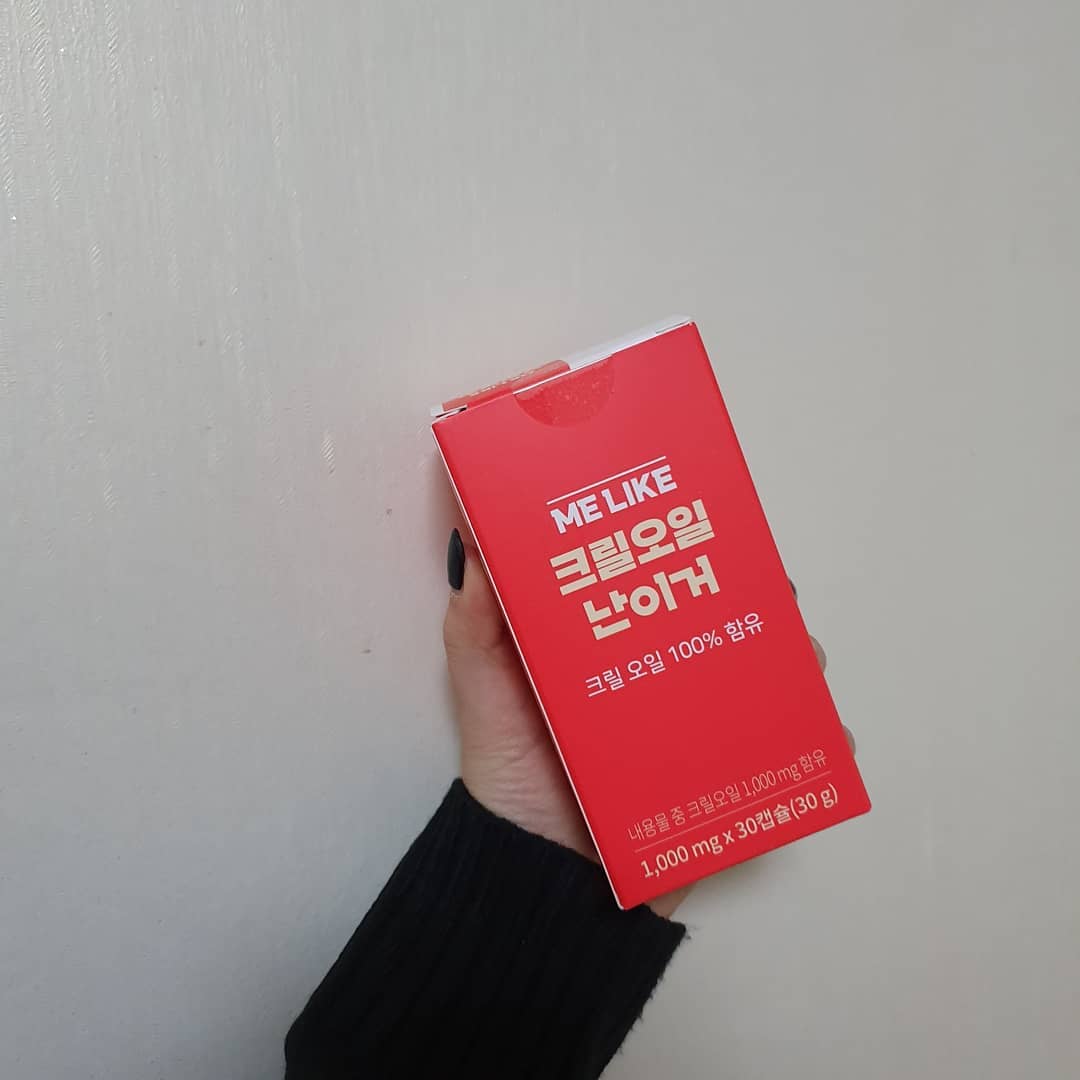 ME LIKE
크릴오일
난이거
크릴 오일 100% 함유
내용물 중 크릴오일 1,000 mg 함유
1,000 mg x 30캡슐(30 g)